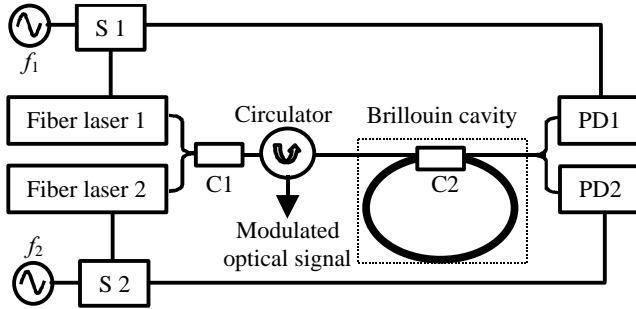 S 1
f1
Fiber laser 1
Circulator
Brillouin cavity
PD1
C1
C2
Fiber laser 2
PD2
Modulated
optical signal
f2
S 2